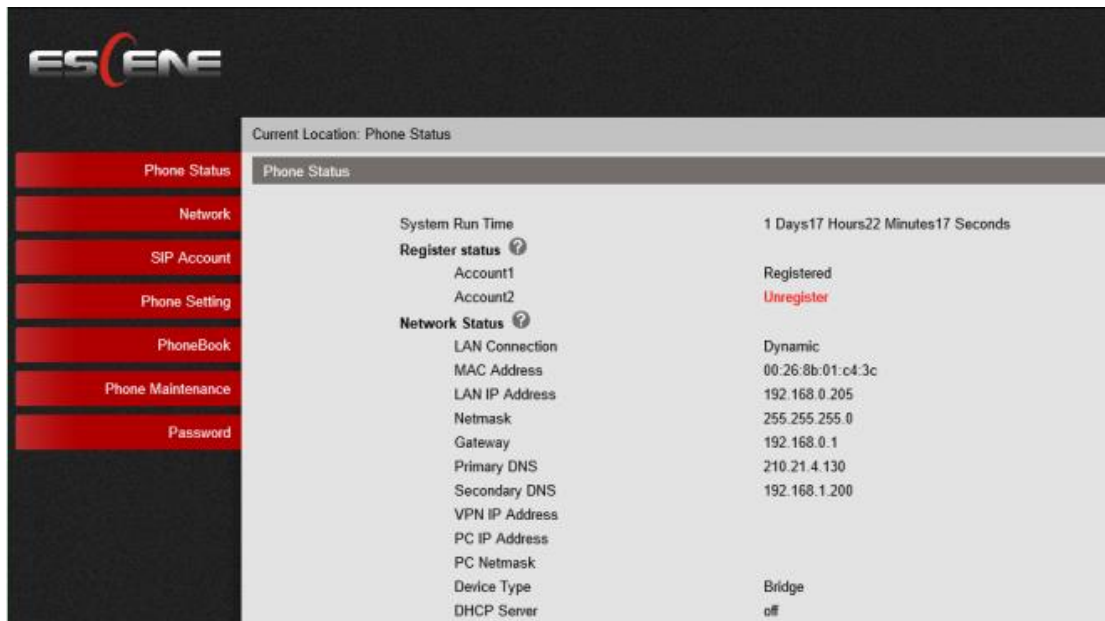 ESCENE
Current Location: Phone Status
Phone Status
Network
SIP Account
Phone Setting
PhoneBook
Phone Maintenance
Password
Phone Status
System Run Time 1 Days17 Hours22 Minutes17 Seconds
Register status ?
Account1 Registered
Account2 Unregister
Network Status ?
LAN Connection Dynamic
MAC Address 00:26:8b:01:c4:3c
LAN IP Address 192.168.0.205
Netmask 255.255.255.0
Gateway 192.168.0.1
Primary DNS 210.21.4.130
Secondary DNS 192.168.1.200
VPN IP Address
PC IP Address
PC Netmask
Device Type Bridge
DHCP Server off